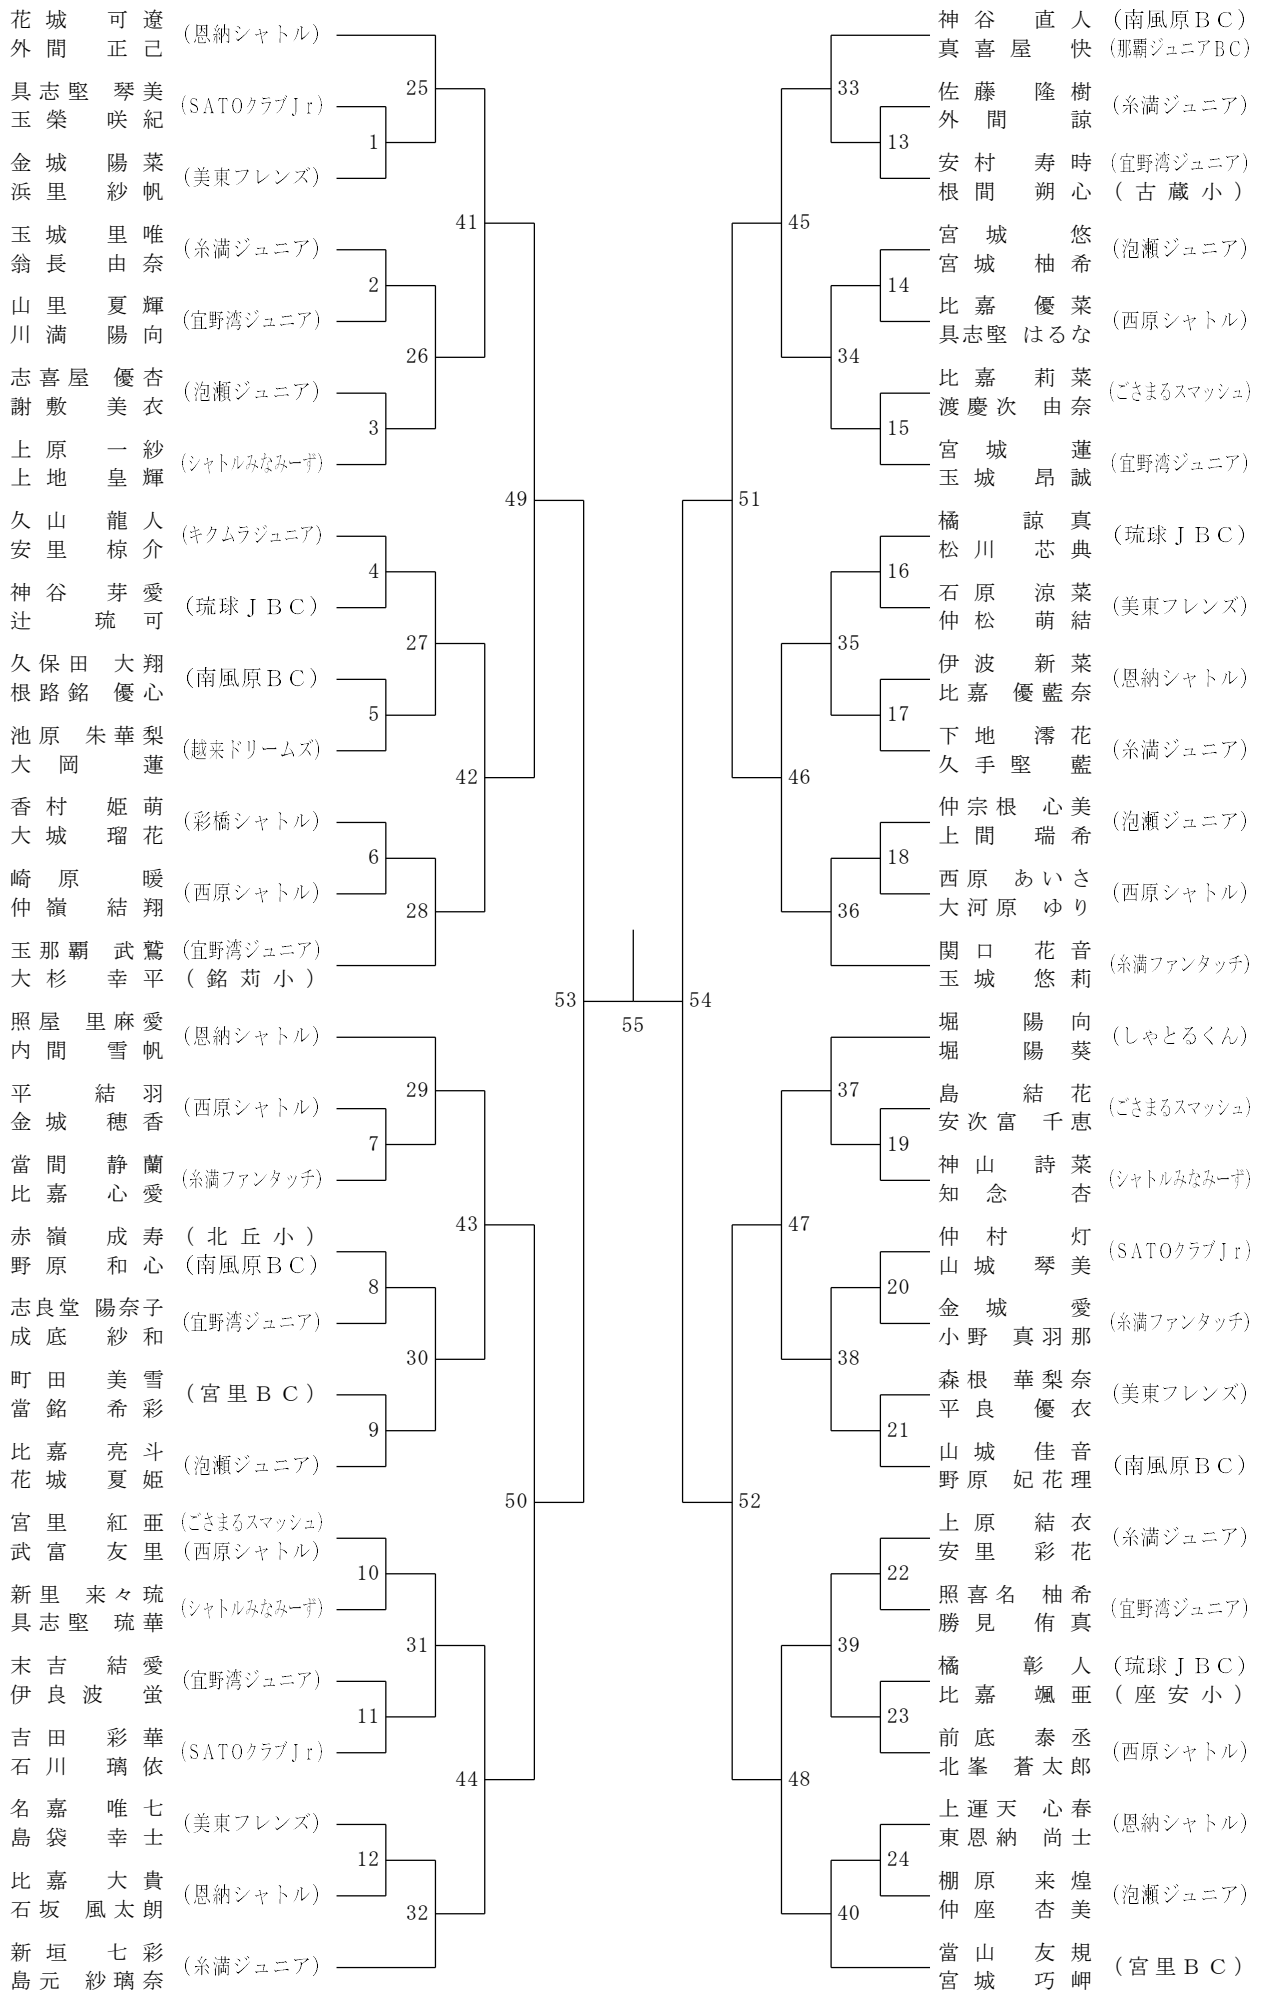 花城 可遼 (恩納シャトル)
外間 正己
具志堅 琴美 (SATOクラブJr)
玉榮 咲紀
金城 陽菜 (美東フレンズ)
浜里 紗帆
玉城 里唯 (糸満ジュニア)
翁長 由奈
山里 夏輝 (宜野湾ジュニア)
川満 陽向
志喜屋 優杏 (泡瀬ジュニア)
謝敷 美衣
上原 一紗 (シャトルみなみーず)
上地 皇輝
久山 龍人 (キクムラジュニア)
安里 椋介
神谷 芽愛 (琉球JBC)
辻 琉可
久保田 大翔 (南風原BC)
根路銘 優心
池原 朱華梨 (越来ドリームズ)
大岡 蓮
香村 姫萌 (彩橋シャトル)
大城 瑠花
崎原 暖 (西原シャトル)
仲嶺 結翔
玉那覇 武鷲 (宜野湾ジュニア)
大杉 幸平 (銘苅小)
照屋 里麻愛 (恩納シャトル)
内間 雪帆
平 結羽 (西原シャトル)
金城 穂香
當間 静蘭 (糸満ファンタッチ)
比嘉 心愛
赤嶺 成寿 (北丘小)
野原 和心 (南風原BC)
志良堂 陽奈子 (宜野湾ジュニア)
成底 紗和
町田 美雪 (宮里BC)
當銘 希彩
比嘉 亮斗 (泡瀬ジュニア)
花城 夏姫
宮里 紅亜 (ごさまるスマッシュ)
武富 友里 (西原シャトル)
新里 来々琉 (シャトルみなみーず)
具志堅 琉華
末吉 結愛 (宜野湾ジュニア)
伊良波 蛍
吉田 彩華 (SATOクラブJr)
石川 璃依
名嘉 唯七 (美東フレンズ)
島袋 幸士
比嘉 大貴 (恩納シャトル)
石坂 風太朗
新垣 七彩 (糸満ジュニア)
島元 紗璃奈
1
2
3
4
5
6
7
8
9
10
11
12
25
26
27
28
29
30
31
32
41
42
43
44
49
50
53
55
54
51
52
45
46
47
48
33
34
35
36
37
38
39
40
13
14
15
16
17
18
19
20
21
22
23
24
神谷 直人 (南風原BC)
真喜屋 快 (那覇ジュニアBC)
佐藤 隆樹 (糸満ジュニア)
外間 諒
安村 寿時 (宜野湾ジュニア)
根間 朔心 (古蔵小)
宮城 悠 (泡瀬ジュニア)
宮城 柚希
比嘉 優菜 (西原シャトル)
具志堅 はるな
比嘉 莉菜 (ごさまるスマッシュ)
渡慶次 由奈
宮城 蓮 (宜野湾ジュニア)
玉城 昂誠
橘 諒真 (琉球JBC)
松川 芯典
石原 涼菜 (美東フレンズ)
仲松 萌結
伊波 新菜 (恩納シャトル)
比嘉 優藍奈
下地 澪花 (糸満ジュニア)
久手堅 藍
仲宗根 心美 (泡瀬ジュニア)
上間 瑞希
西原 あいさ (西原シャトル)
大河原 ゆり
関口 花音 (糸満ファンタッチ)
玉城 悠莉
堀 陽向 (しゃとるくん)
堀 陽葵
島 結花 (ごさまるスマッシュ)
安次富 千恵
神山 詩菜 (シャトルみなみーず)
知念 杏
仲村 灯 (SATOクラブJr)
山城 琴美
金城 愛 (糸満ファンタッチ)
小野 真羽那
森根 華梨奈 (美東フレンズ)
平良 優衣
山城 佳音 (南風原BC)
野原 妃花理
上原 結衣 (糸満ジュニア)
安里 彩花
照喜名 柚希 (宜野湾ジュニア)
勝見 侑真
橘 彰人 (琉球JBC)
比嘉 颯亜 (座安小)
前底 泰丞 (西原シャトル)
北峯 蒼太郎
上運天 心春 (恩納シャトル)
東恩納 尚士
棚原 来煌 (泡瀬ジュニア)
仲座 杏美
當山 友規 (宮里BC)
宮城 巧岬